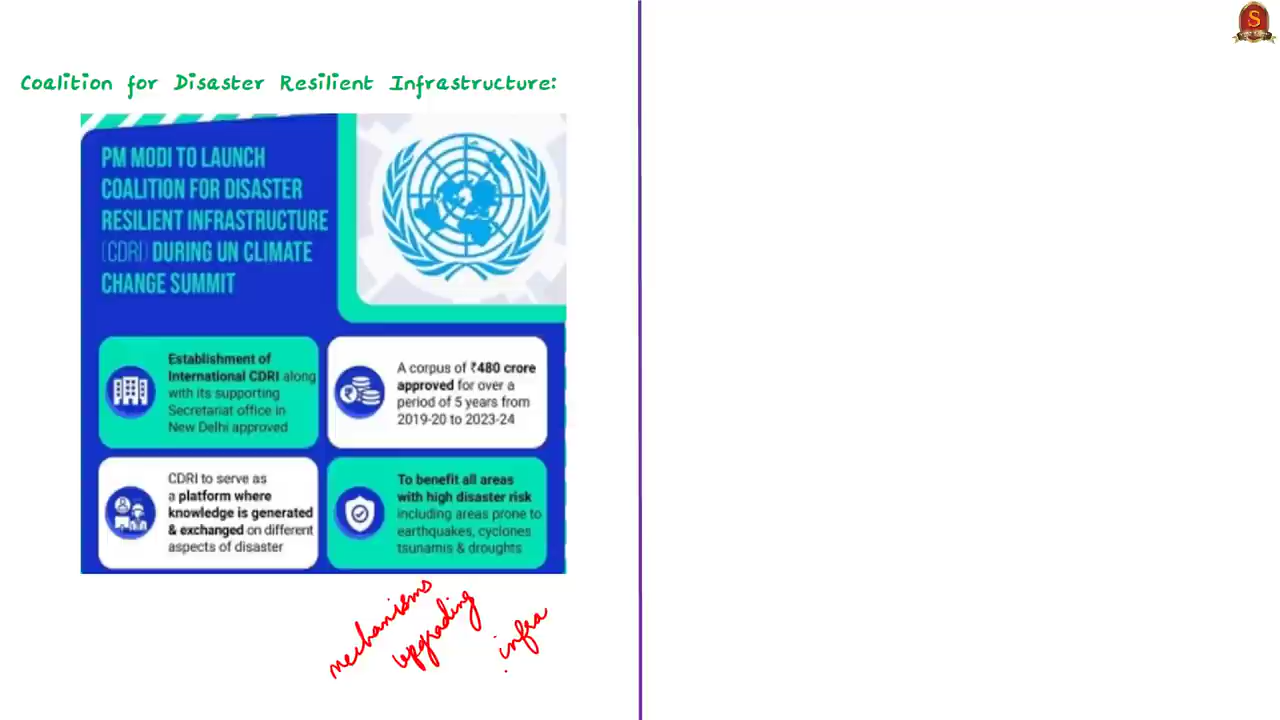 Coalition for Disaster Resilient Infrastructure:
PM MODI TO LAUNCH
COALITION FOR DISASTER
RESILIENT INFRASTRUCTURE
(CDRI) DURING UN CLIMATE
CHANGE SUMMIT
Establishment of
International CDRI along
with its supporting
Secretariat office in
New Delhi approved
A corpus of ₹480 crore
approved for over a
period of 5 years from
2019-20 to 2023-24
CDRI to serve as
a platform where
knowledge is generated
& exchanged on different
aspects of disaster
To benefit all areas
with high disaster risk
including areas prone to
earthquakes, cyclones
tsunamis & droughts
mechanisms
upgrading
infra
S